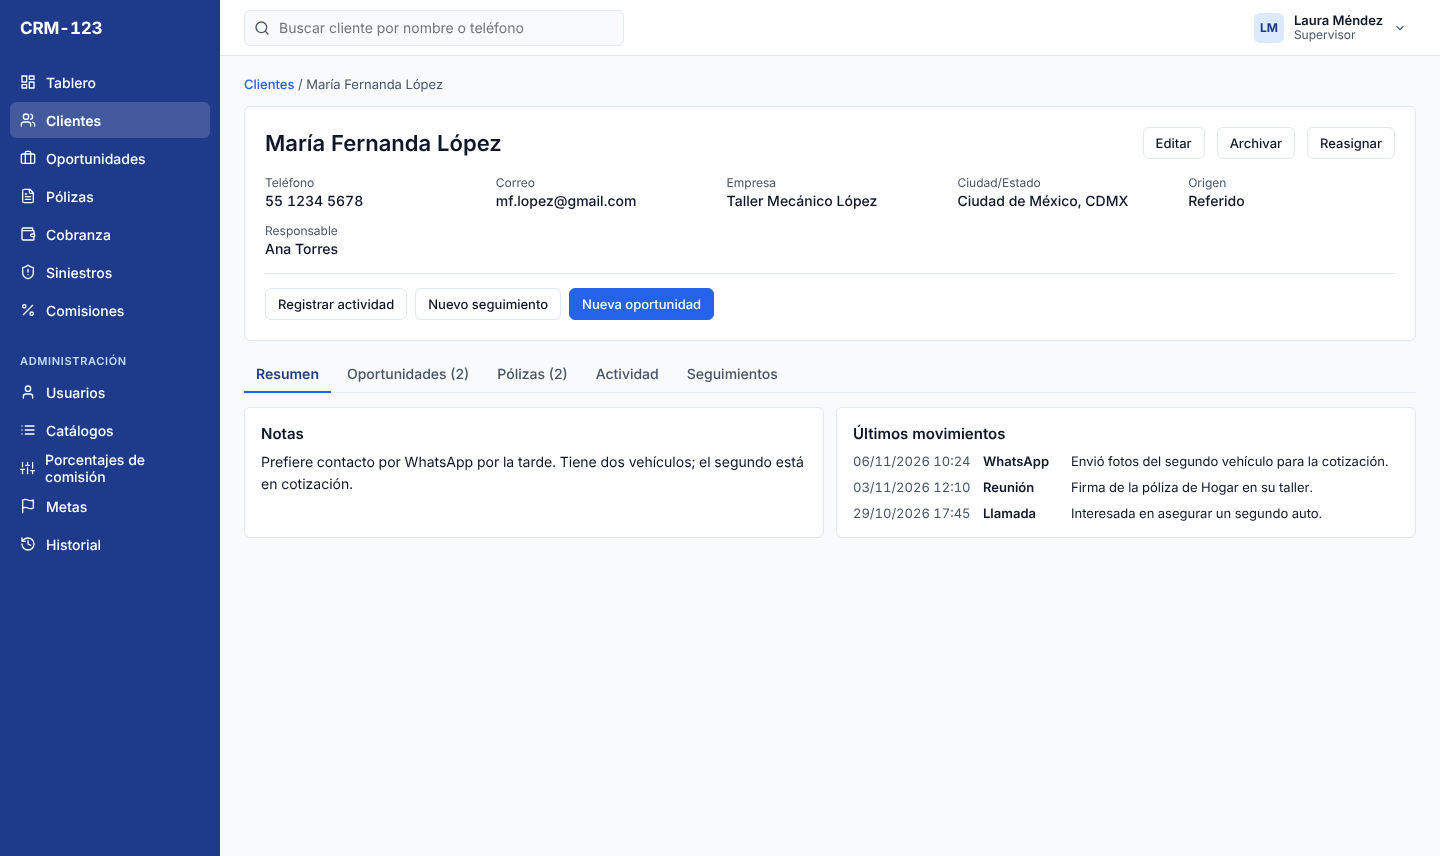 CRM-123
Buscar cliente por nombre o teléfono
LM
Laura Méndez
Supervisor
Tablero
Clientes
Oportunidades
Pólizas
Cobranza
Siniestros
Comisiones
ADMINISTRACIÓN
Usuarios
Catálogos
Porcentajes de
comisión
Metas
Historial
Clientes / María Fernanda López
María Fernanda López
Editar
Archivar
Reasignar
Teléfono
55 1234 5678
Correo
mf.lopez@gmail.com
Empresa
Taller Mecánico López
Ciudad/Estado
Ciudad de México, CDMX
Origen
Referido
Responsable
Ana Torres
Registrar actividad
Nuevo seguimiento
Nueva oportunidad
Resumen
Oportunidades (2)
Pólizas (2)
Actividad
Seguimientos
Notas
Prefiere contacto por WhatsApp por la tarde. Tiene dos vehículos; el segundo está
en cotización.
Últimos movimientos
06/11/2026 10:24 WhatsApp Envió fotos del segundo vehículo para la cotización.
03/11/2026 12:10 Reunión Firma de la póliza de Hogar en su taller.
29/10/2026 17:45 Llamada Interesada en asegurar un segundo auto.